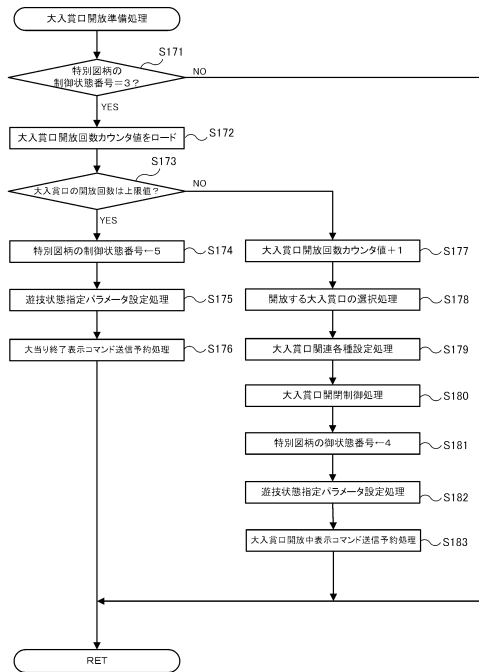 大入賞口開放準備処理
S171
特別図柄の
制御状態番号=3?
NO
YES
大入賞口開放回数カウンタ値をロード
S172
S173
大入賞口の開放回数は上限値?
NO
YES
特別図柄の制御状態番号←5
S174
遊技状態指定パラメータ設定処理
S175
大当り終了表示コマンド送信予約処理
S176
大入賞口開放回数カウンタ値+1
S177
開放する大入賞口の選択処理
S178
大入賞口関連各種設定処理
S179
大入賞口開閉制御処理
S180
特別図柄の御状態番号←4
S181
遊技状態指定パラメータ設定処理
S182
大入賞口開放中表示コマンド送信予約処理
S183
RET